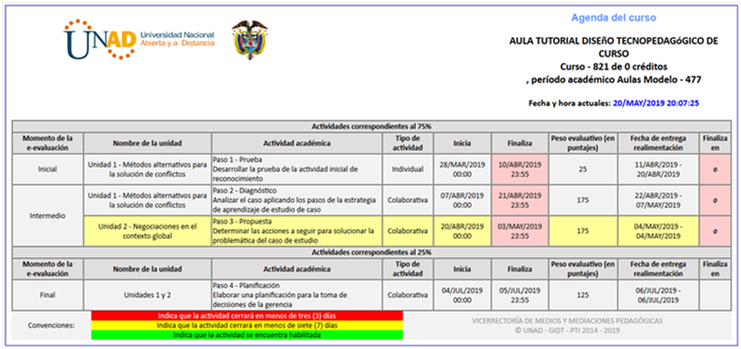 UNAD Universidad Nacional
Abierta y a Distancia
Agenda del curso
AULA TUTORIAL DISEñO TECNOPEDAGóGICO DE
CURSO
Curso - 821 de 0 créditos
, período académico Aulas Modelo - 477
Fecha y hora actuales: 20/MAY/2019 20:07:25
Actividades correspondientes al 75%
Momento de la e-evaluación Nombre de la unidad Actividad académica Tipo de actividad Inicia Finaliza Peso evaluativo (en puntajes) Fecha de entrega realimentación Finaliza en
Inicial Unidad 1 - Métodos alternativos para la solución de conflictos Paso 1 - Prueba Desarrollar la prueba de la actividad inicial de reconocimiento Individual 28/MAR/2019 00:00 10/ABR/2019 23:55 25 11/ABR/2019 - 20/ABR/2019 ø
Intermedio Unidad 1 - Métodos alternativos para la solución de conflictos Paso 2 - Diagnóstico Analizar el caso aplicando los pasos de la estrategia de aprendizaje de estudio de caso Colaborativa 07/ABR/2019 00:00 21/ABR/2019 23:55 175 22/ABR/2019 - 07/MAY/2019 ø
Unidad 2 - Negociaciones en el contexto global Paso 3 - Propuesta Determinar las acciones a seguir para solucionar la problemática del caso de estudio Colaborativa 20/ABR/2019 00:00 03/MAY/2019 23:55 175 04/MAY/2019 - 04/MAY/2019 ø
Actividades correspondientes al 25%
Momento de la e-evaluación Nombre de la unidad Actividad académica Tipo de actividad Inicia Finaliza Peso evaluativo (en puntajes) Fecha de entrega realimentación Finaliza en
Final Unidades 1 y 2 Paso 4 - Planificación Elaborar una planificación para la toma de decisiones de la gerencia Colaborativa 04/JUL/2019 00:00 05/JUL/2019 23:55 125 06/JUL/2019 - 06/JUL/2019
Convenciones:
Indica que la actividad cerrará en menos de tres (3) días
Indica que la actividad cerrará en menos de siete (7) días
Indica que la actividad se encuentra habilitada
VICERRECTORÍA DE MEDIOS Y MEDIACIONES PEDAGÓGICAS
© UNAD - GIDT - PTI 2014 - 2019